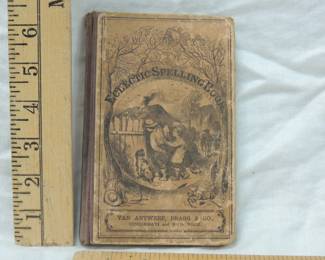 ECLECTIC SPELLING BOOK
VAN ANTWERP, BRAGG & CO.
CINCINNATI and NEW YORK
6
5
4
3
2
1